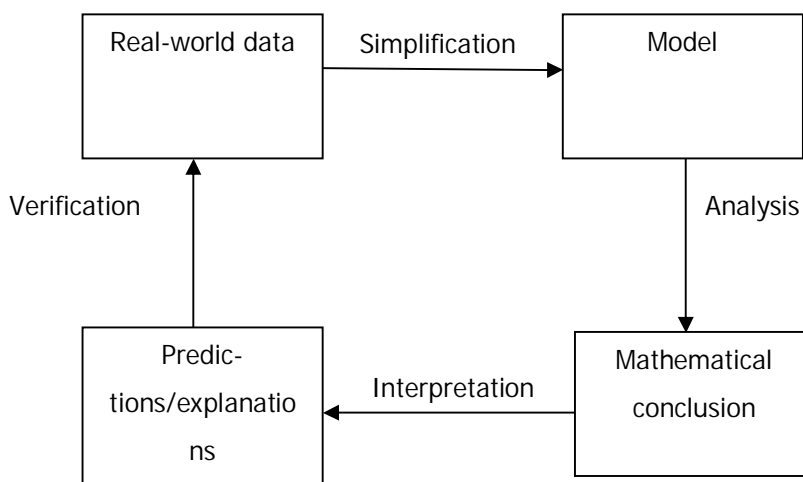 Real-world data
Simplification
Model
Verification
Analysis
Predic-
tions/explanatio
ns
Interpretation
Mathematical
conclusion